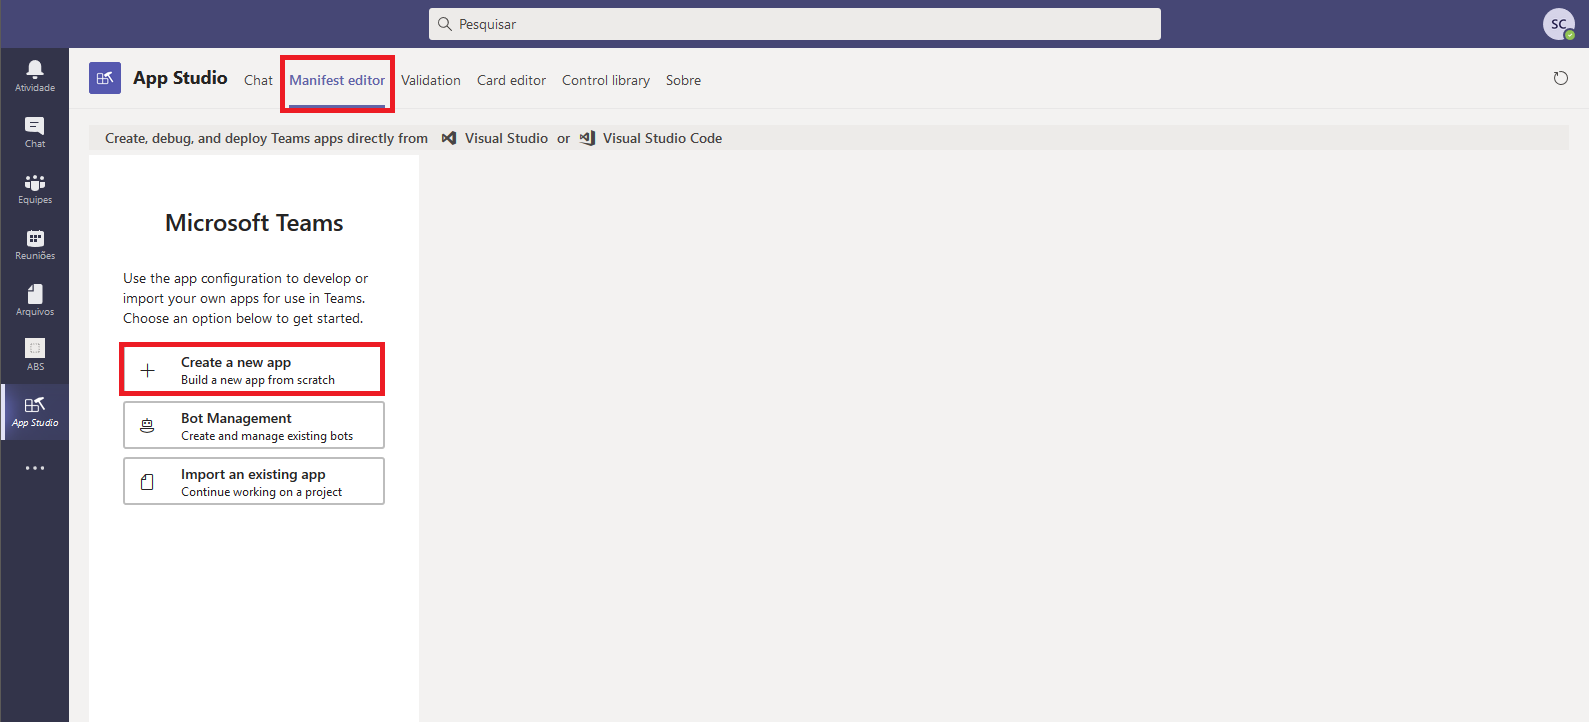 Pesquisar
SC
Atividade
Chat
Equipes
Reuniões
Arquivos
ABS
App Studio
App Studio Chat Manifest editor Validation Card editor Control library Sobre
Create, debug, and deploy Teams apps directly from Visual Studio or Visual Studio Code
Microsoft Teams
Use the app configuration to develop or
import your own apps for use in Teams.
Choose an option below to get started.
Create a new app
Build a new app from scratch
Bot Management
Create and manage existing bots
Import an existing app
Continue working on a project